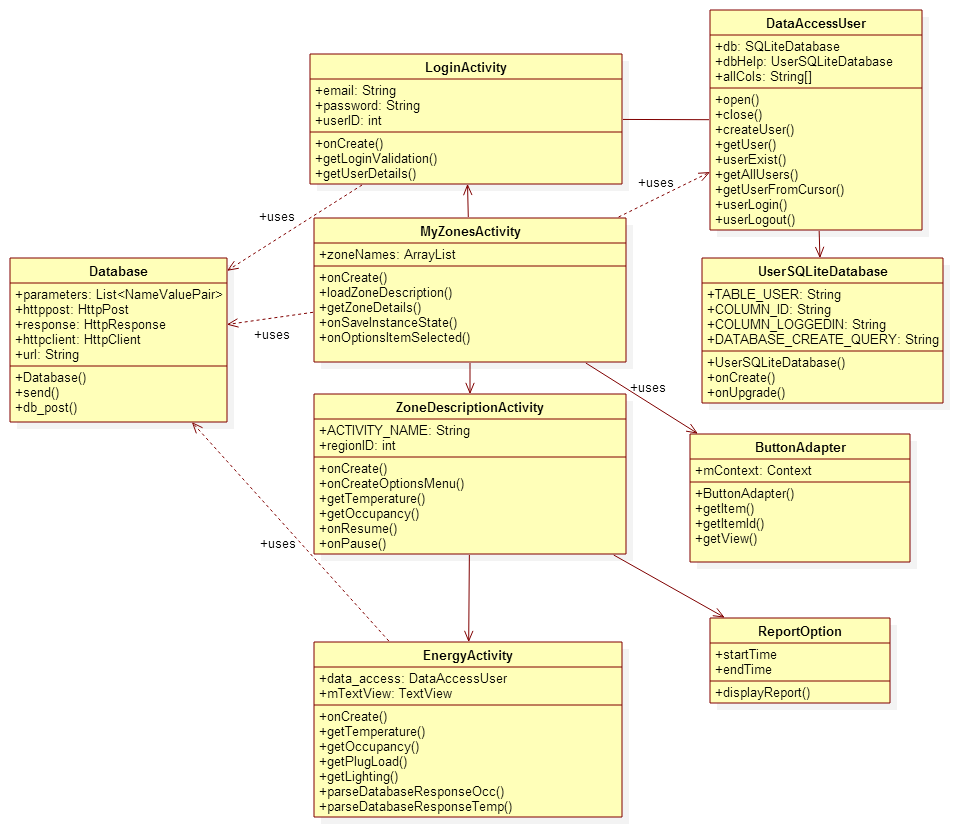 DataAccessUser
+db: SQLiteDatabase
+dbHelp: UserSQLiteDatabase
+allCols: String[]
+open()
+close()
+createUser()
+getUser()
+userExist()
+getAllUsers()
+getUserFromCursor()
+userLogin()
+userLogout()
LoginActivity
+email: String
+password: String
+userID: int
+onCreate()
+getLoginValidation()
+getUserDetails()
+uses
+uses
MyZonesActivity
+zoneNames: ArrayList
+onCreate()
+loadZoneDescription()
+getZoneDetails()
+onSaveInstanceState()
+onOptionsItemSelected()
Database
+parameters: List<NameValuePair>
+httppost: HttpPost
+response: HttpResponse
+httpclient: HttpClient
+url: String
+Database()
+send()
+db_post()
+uses
UserSQLiteDatabase
+TABLE_USER: String
+COLUMN_ID: String
+COLUMN_LOGGEDIN: String
+DATABASE_CREATE_QUERY: String
+UserSQLiteDatabase()
+onCreate()
+onUpgrade()
+uses
ZoneDescriptionActivity
+ACTIVITY_NAME: String
+regionID: int
+onCreate()
+onCreateOptionsMenu()
+getTemperature()
+getOccupancy()
+onResume()
+onPause()
ButtonAdapter
+mContext: Context
+ButtonAdapter()
+getItem()
+getItemId()
+getView()
+uses
EnergyActivity
+data_access: DataAccessUser
+mTextView: TextView
+onCreate()
+getTemperature()
+getOccupancy()
+getPlugLoad()
+getLighting()
+parseDatabaseResponseOcc()
+parseDatabaseResponseTemp()
ReportOption
+startTime
+endTime
+displayReport()